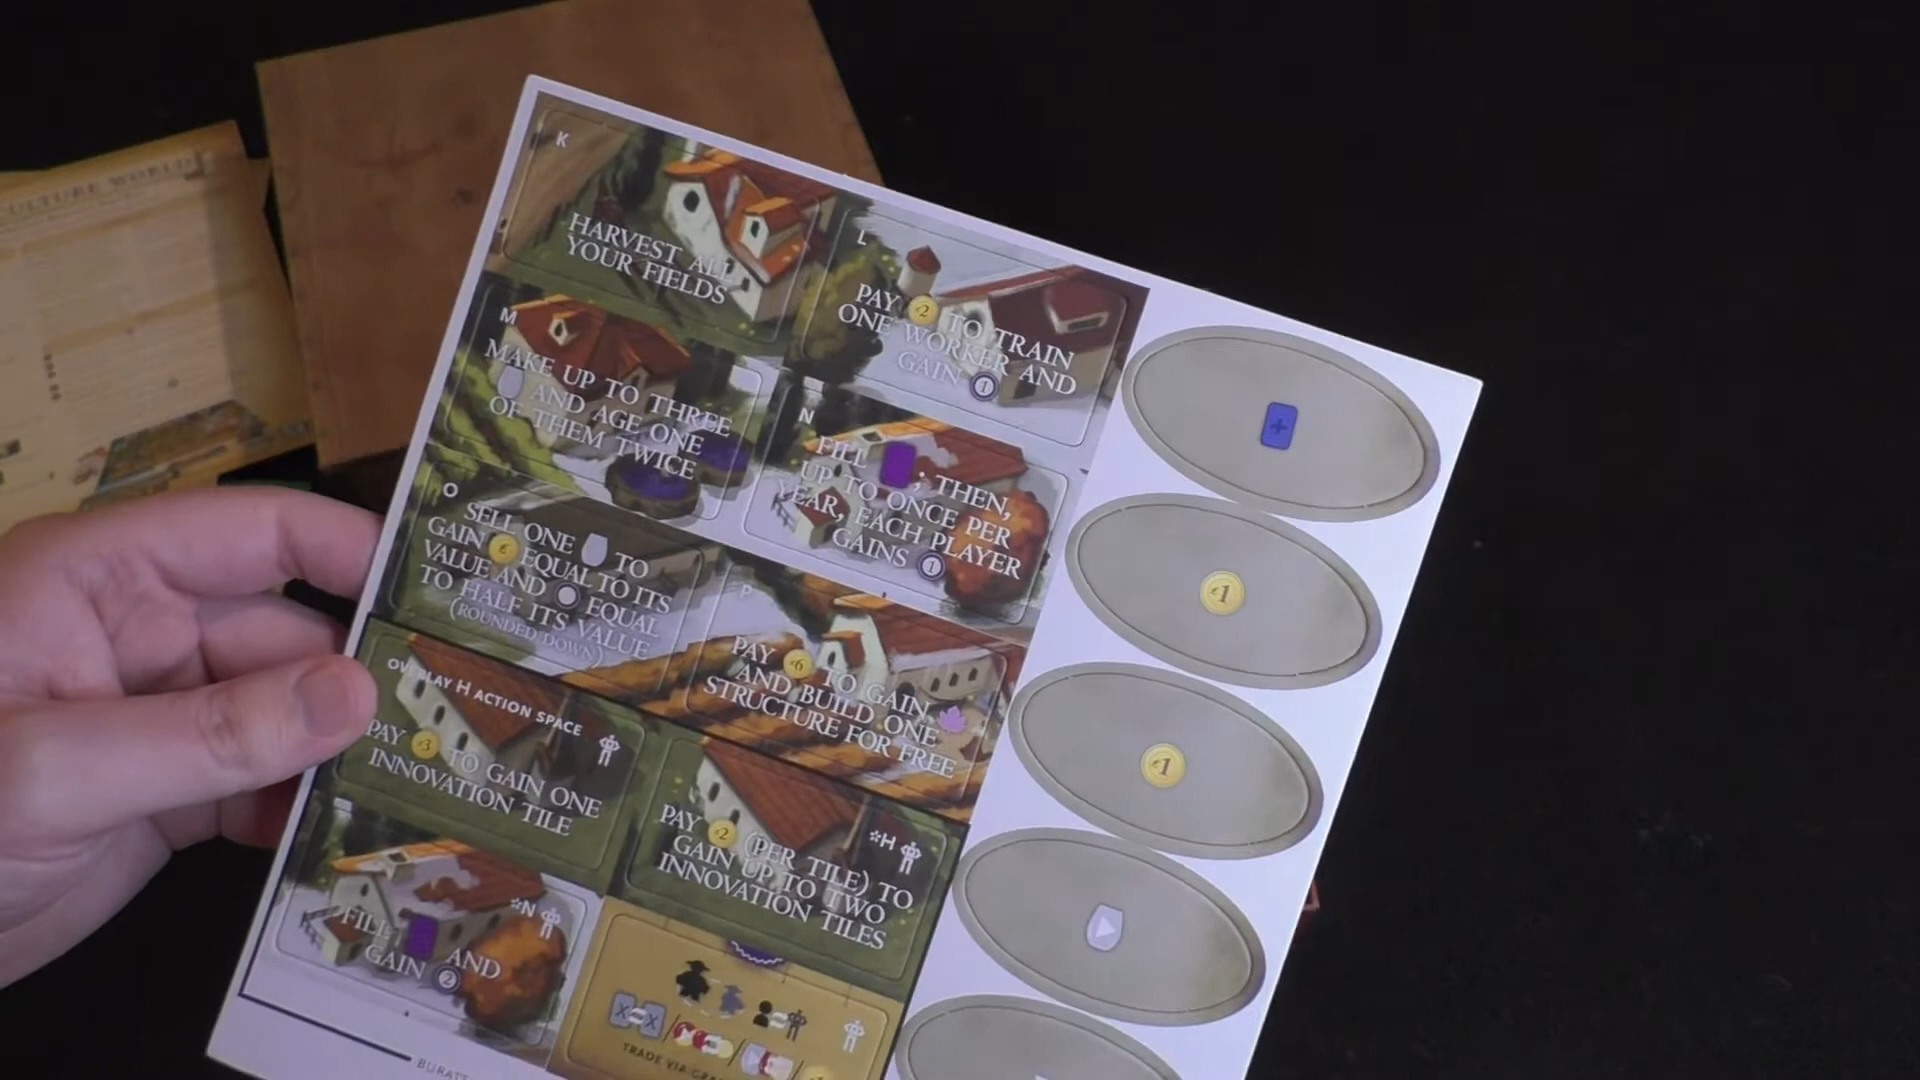 CULTURE WORLD
K
HARVEST ALL
YOUR FIELDS
L
PAY £2 TO TRAIN
ONE WORKER AND
GAIN 1
M
MAKE UP TO THREE
AND AGE ONE
OF THEM TWICE
N
FILL ; THEN,
UP TO ONCE PER
YEAR, EACH PLAYER
GAINS 1
O
SELL ONE TO
GAIN £ EQUAL TO ITS
VALUE AND EQUAL
TO HALF ITS VALUE
(ROUNDED DOWN)
P
PAY £6 TO GAIN
AND BUILD ONE
STRUCTURE FOR FREE
OVERLAY H ACTION SPACE
PAY £3 TO GAIN ONE
INNOVATION TILE
*H
PAY £2 (PER TILE) TO
GAIN UP TO TWO
INNOVATION TILES
*N
FILL AND
GAIN 2
X=X
TRADE VIA
+
£1
£1